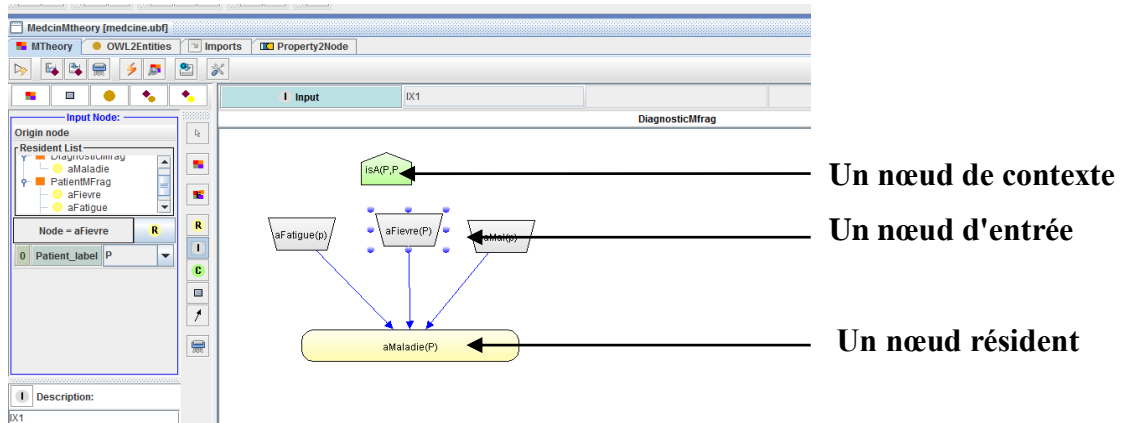 MedcinMtheory [medcine.ubf]
MTheory OWL2Entities Imports Property2Node
Input IX1
Input Node:
DiagnosticMfrag
Origin node
Resident List
DiagnosticMfrag
aMaladie
PatientMFrag
aFievre
aFatigue
Node = aFievre R
0 Patient_label P
R
I
C
isA(P,P
Un nœud de contexte
aFatigue(p) aFievre(P) aMal(p)
Un nœud d'entrée
aMaladie(P)
Un nœud résident
I Description:
IX1